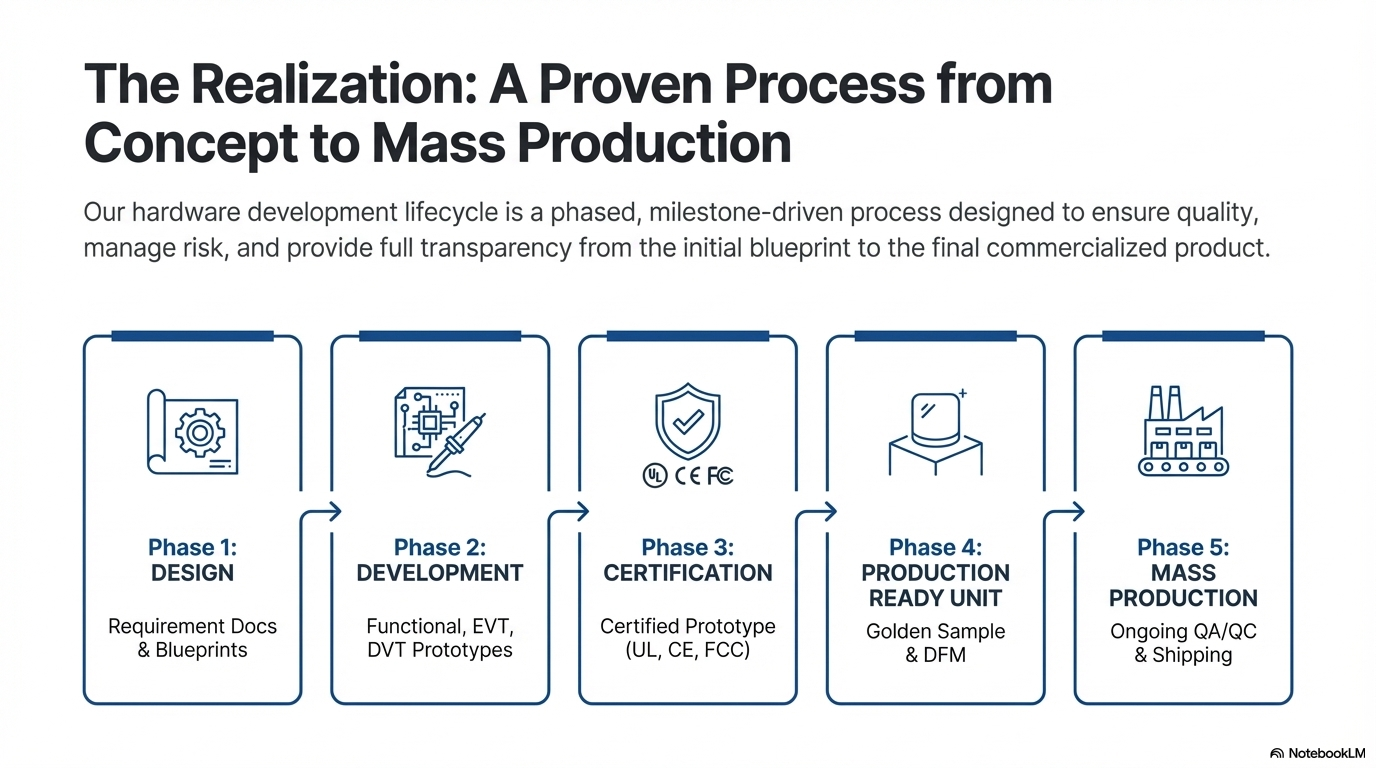 The Realization: A Proven Process from
Concept to Mass Production
Our hardware development lifecycle is a phased, milestone-driven process designed to ensure quality,
manage risk, and provide full transparency from the initial blueprint to the final commercialized product.
Phase 1:
DESIGN
Requirement Docs
& Blueprints
Phase 2:
DEVELOPMENT
Functional, EVT,
DVT Prototypes
UL CE FC
Phase 3:
CERTIFICATION
Certified Prototype
(UL, CE, FCC)
Phase 4:
PRODUCTION
READY UNIT
Golden Sample
& DFM
Phase 5:
MASS
PRODUCTION
Ongoing QA/QC
& Shipping
NotebookLM